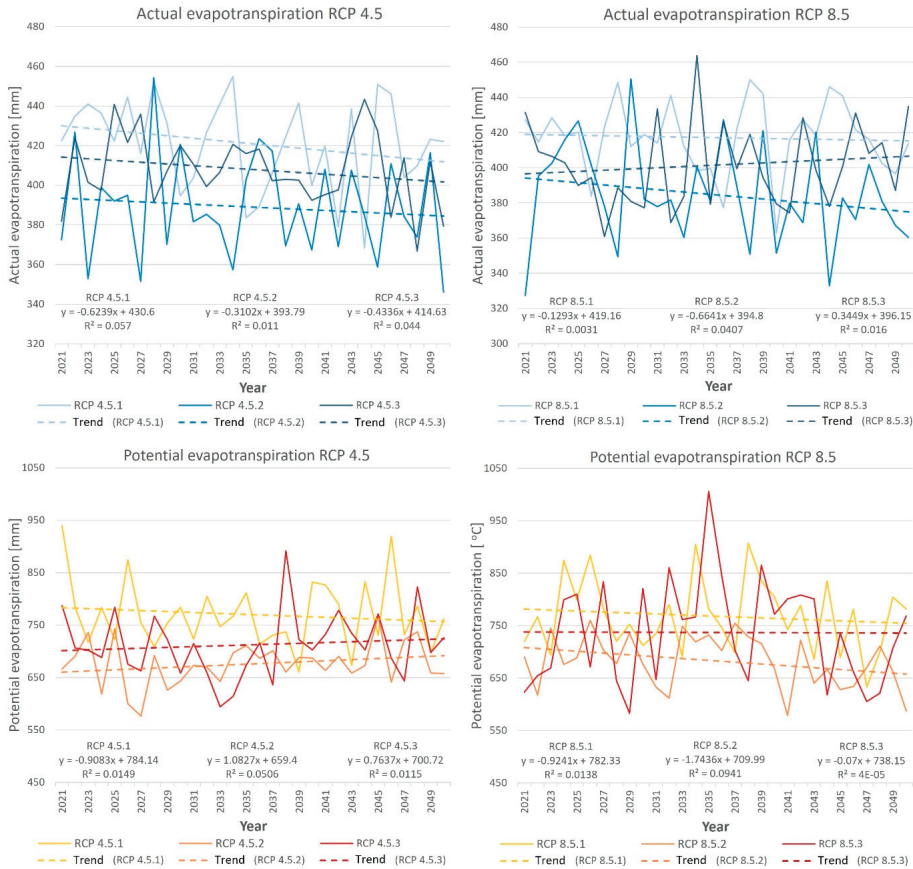 Actual evapotranspiration RCP 4.5
Actual evapotranspiration [mm]
480
460
440
420
400
380
360
340
320
RCP 4.5.1
y = -0.6239x + 430.6
R² = 0.057
RCP 4.5.2
y = -0.3102x + 393.79
R² = 0.011
RCP 4.5.3
y = -0.4336x + 414.63
R² = 0.044
2021
2023
2025
2027
2029
2031
2033
2035
2037
2039
2041
2043
2045
2047
2049
Year
RCP 4.5.1
RCP 4.5.2
RCP 4.5.3
Trend (RCP 4.5.1)
Trend (RCP 4.5.2)
Trend (RCP 4.5.3)
Actual evapotranspiration RCP 8.5
Actual evapotranspiration [mm]
480
460
440
420
400
380
360
340
320
300
RCP 8.5.1
y = -0.1293x + 419.16
R² = 0.0031
RCP 8.5.2
y = -0.6641x + 394.8
R² = 0.0407
RCP 8.5.3
y = 0.3449x + 396.15
R² = 0.016
2021
2023
2025
2027
2029
2031
2033
2035
2037
2039
2041
2043
2045
2047
2049
Year
RCP 8.5.1
RCP 8.5.2
RCP 8.5.3
Trend (RCP 8.5.1)
Trend (RCP 8.5.2)
Trend (RCP 8.5.3)
Potential evapotranspiration RCP 4.5
Potential evapotranspiration [mm]
1050
950
850
750
650
550
450
RCP 4.5.1
y = -0.9083x + 784.14
R² = 0.0149
RCP 4.5.2
y = 1.0827x + 659.4
R² = 0.0506
RCP 4.5.3
y = 0.7637x + 700.72
R² = 0.0115
2021
2023
2025
2027
2029
2031
2033
2035
2037
2039
2041
2043
2045
2047
2049
Year
RCP 4.5.1
RCP 4.5.2
RCP 4.5.3
Trend (RCP 4.5.1)
Trend (RCP 4.5.2)
Trend (RCP 4.5.3)
Potential evapotranspiration RCP 8.5
Potential evapotranspiration [ °C]
1050
950
850
750
650
550
450
RCP 8.5.1
y = -0.9241x + 782.33
R² = 0.0138
RCP 8.5.2
y = -1.7436x + 709.99
R² = 0.0941
RCP 8.5.3
y = -0.07x + 738.15
R² = 4E-05
2021
2023
2025
2027
2029
2031
2033
2035
2037
2039
2041
2043
2045
2047
2049
Year
RCP 8.5.1
RCP 8.5.2
RCP 8.5.3
Trend (RCP 8.5.1)
Trend (RCP 8.5.2)
Trend (RCP 8.5.3)